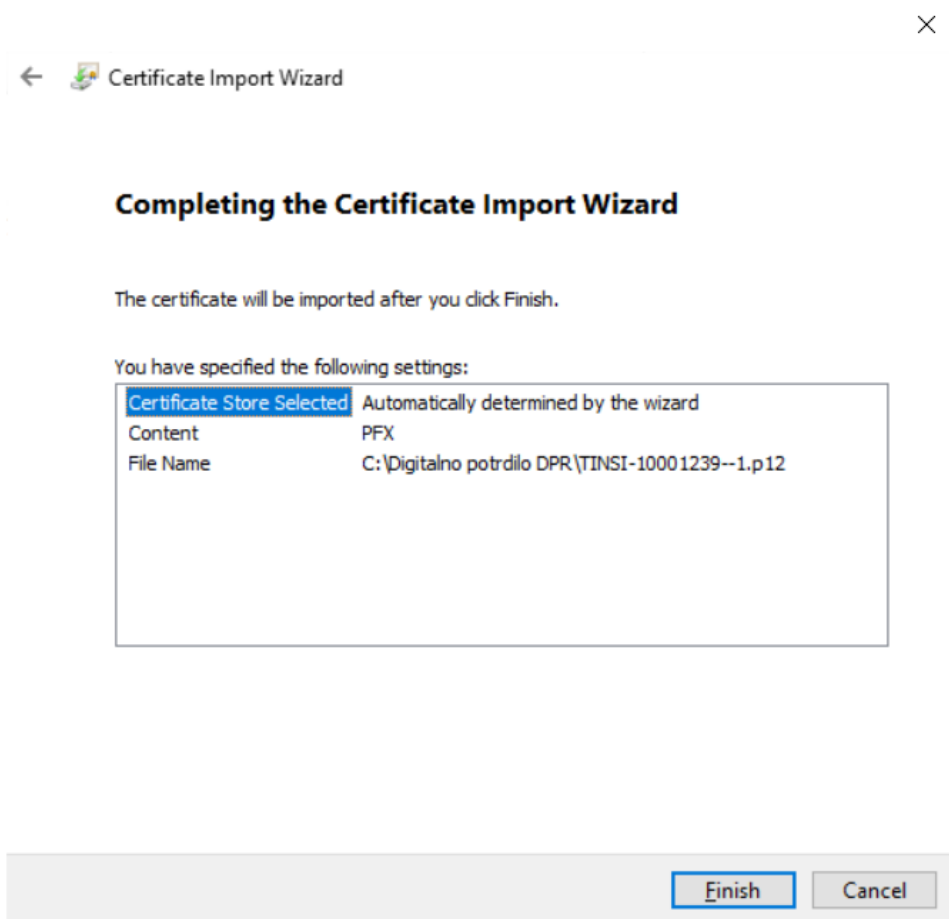 Certificate Import Wizard
Completing the Certificate Import Wizard
The certificate will be imported after you click Finish.
You have specified the following settings:
Certificate Store Selected Automatically determined by the wizard
Content PFX
File Name C:\Digitalno potrdilo DPR\TINSI-10001239--1.p12
Finish Cancel